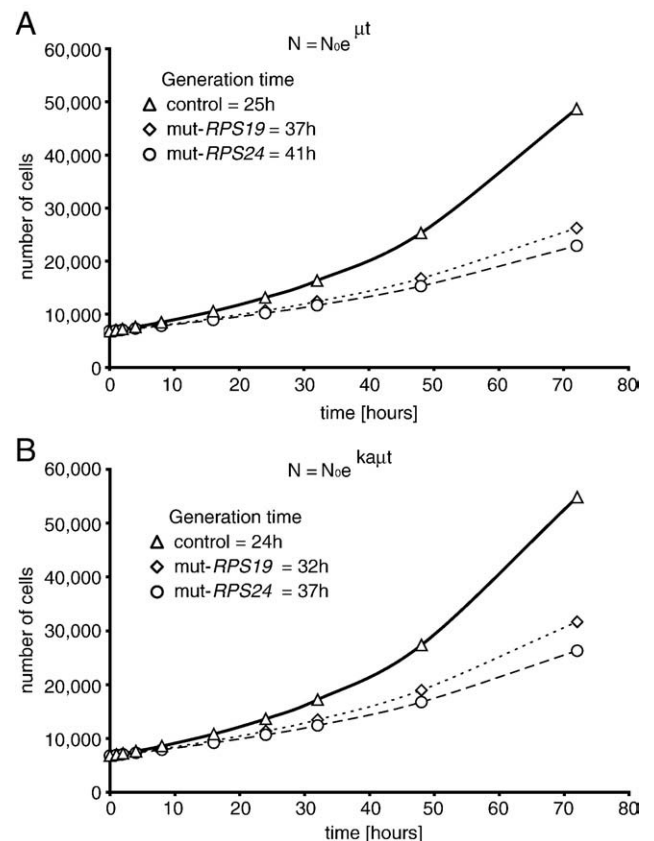 A
N = N₀e^μt
60,000
50,000
40,000
30,000
20,000
10,000
0
number of cells
Generation time
△ control = 25h
◇ mut-RPS19 = 37h
○ mut-RPS24 = 41h
0 10 20 30 40 50 60 70 80
time [hours]
B
N = N₀e^kaμt
60,000
50,000
40,000
30,000
20,000
10,000
0
number of cells
Generation time
△ control = 24h
◇ mut-RPS19 = 32h
○ mut-RPS24 = 37h
0 10 20 30 40 50 60 70 80
time [hours]